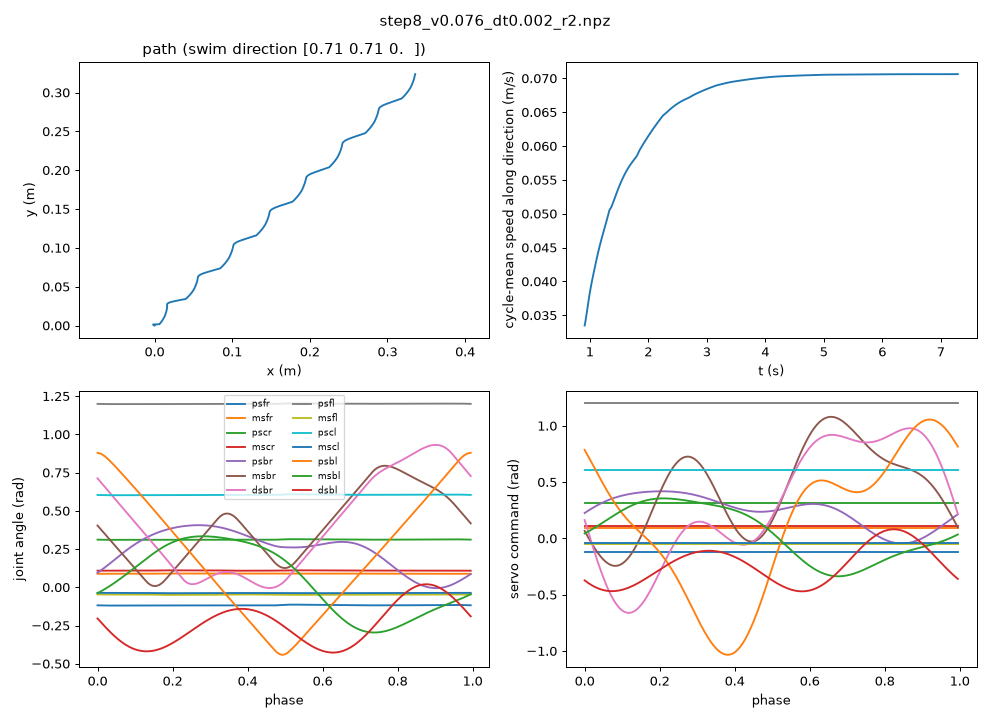 step8_v0.076_dt0.002_r2.npz
path (swim direction [0.71 0.71 0.  ])
0.30
0.25
0.20
0.15
0.10
0.05
0.00
y (m)
0.0 0.1 0.2 0.3 0.4
x (m)
0.070
0.065
0.060
0.055
0.050
0.045
0.040
0.035
cycle-mean speed along direction (m/s)
1 2 3 4 5 6 7
t (s)
1.25
1.00
0.75
0.50
0.25
0.00
−0.25
−0.50
joint angle (rad)
psfr psfl
msfr msfl
pscr pscl
mscr mscl
psbr psbl
msbr msbl
dsbr dsbl
0.0 0.2 0.4 0.6 0.8 1.0
phase
1.0
0.5
0.0
−0.5
−1.0
servo command (rad)
0.0 0.2 0.4 0.6 0.8 1.0
phase